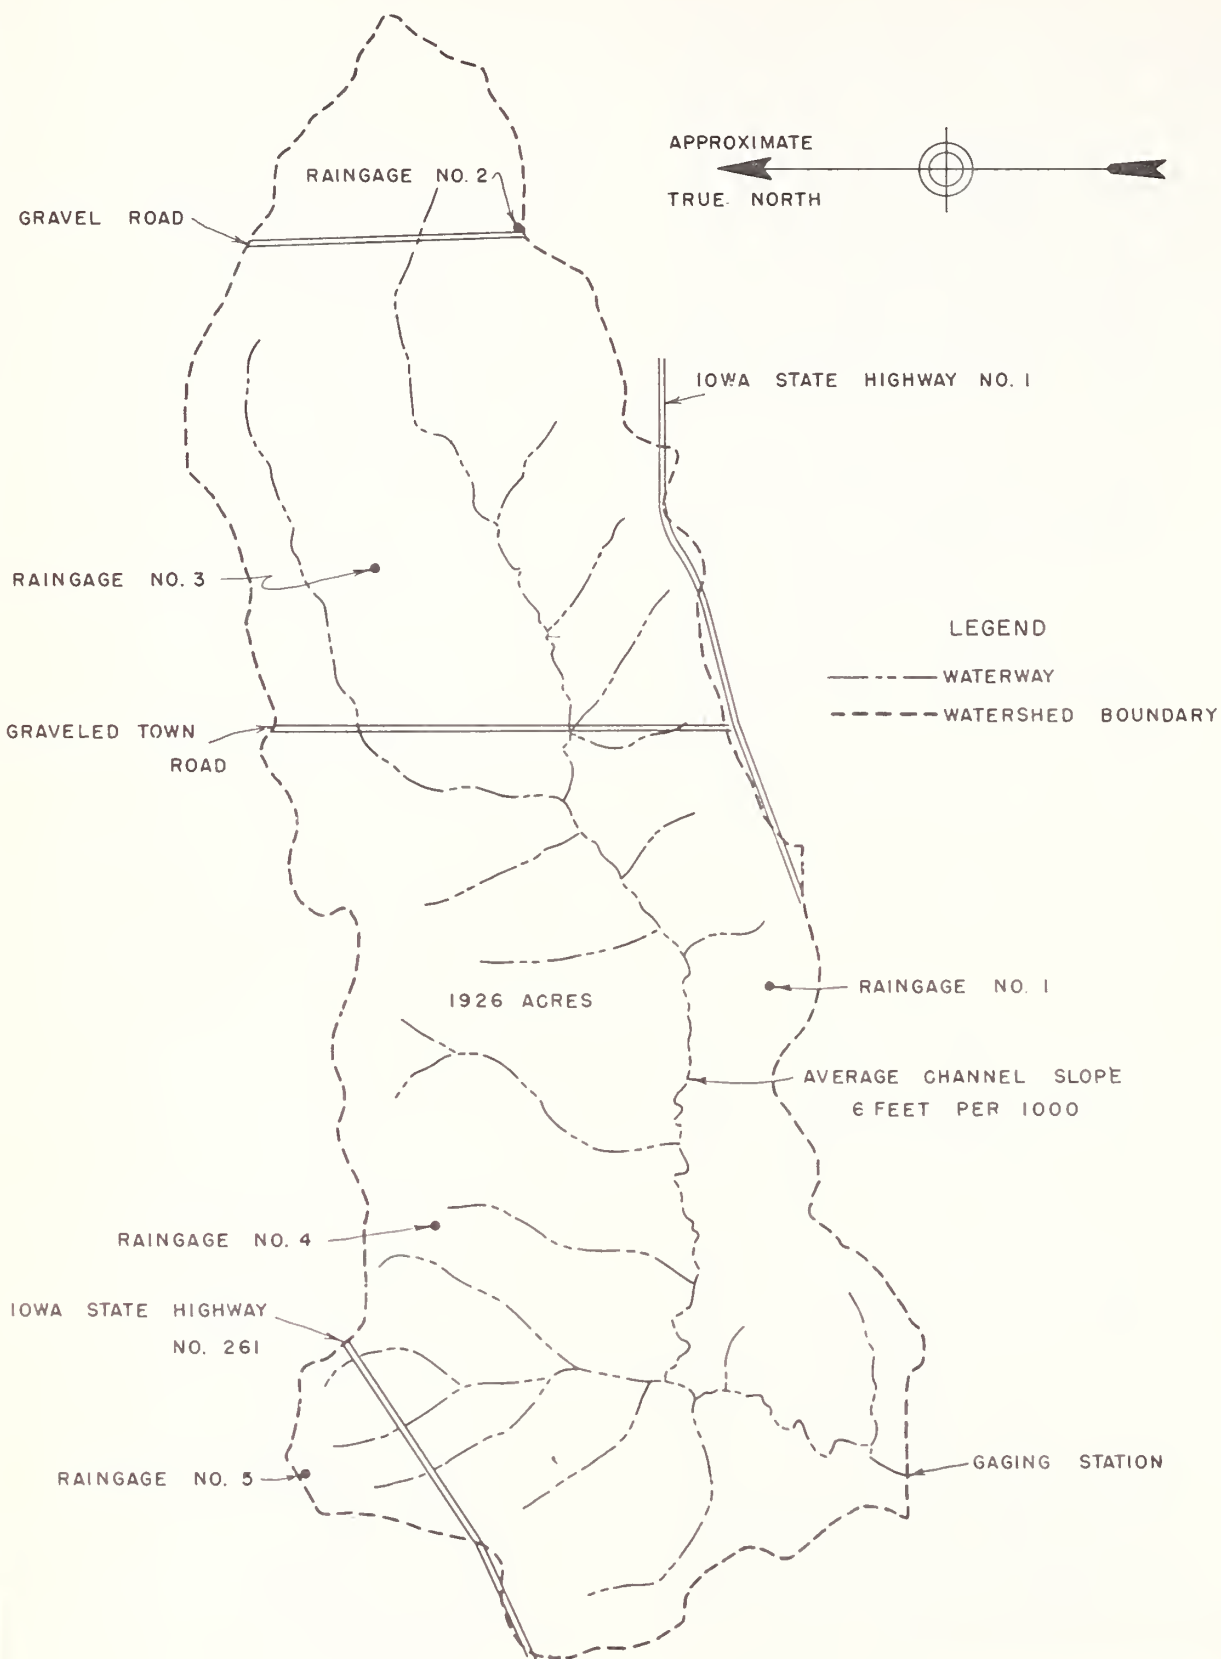 APPROXIMATE
TRUE NORTH
RAINGAGE NO. 2
GRAVEL ROAD
IOWA STATE HIGHWAY NO. 1
RAINGAGE NO. 3
LEGEND
WATERWAY
WATERSHED BOUNDARY
GRAVELED TOWN
ROAD
1926 ACRES
RAINGAGE NO. 1
AVERAGE CHANNEL SLOPE
6 FEET PER 1000
RAINGAGE NO. 4
IOWA STATE HIGHWAY
NO. 261
RAINGAGE NO. 5
GAGING STATION